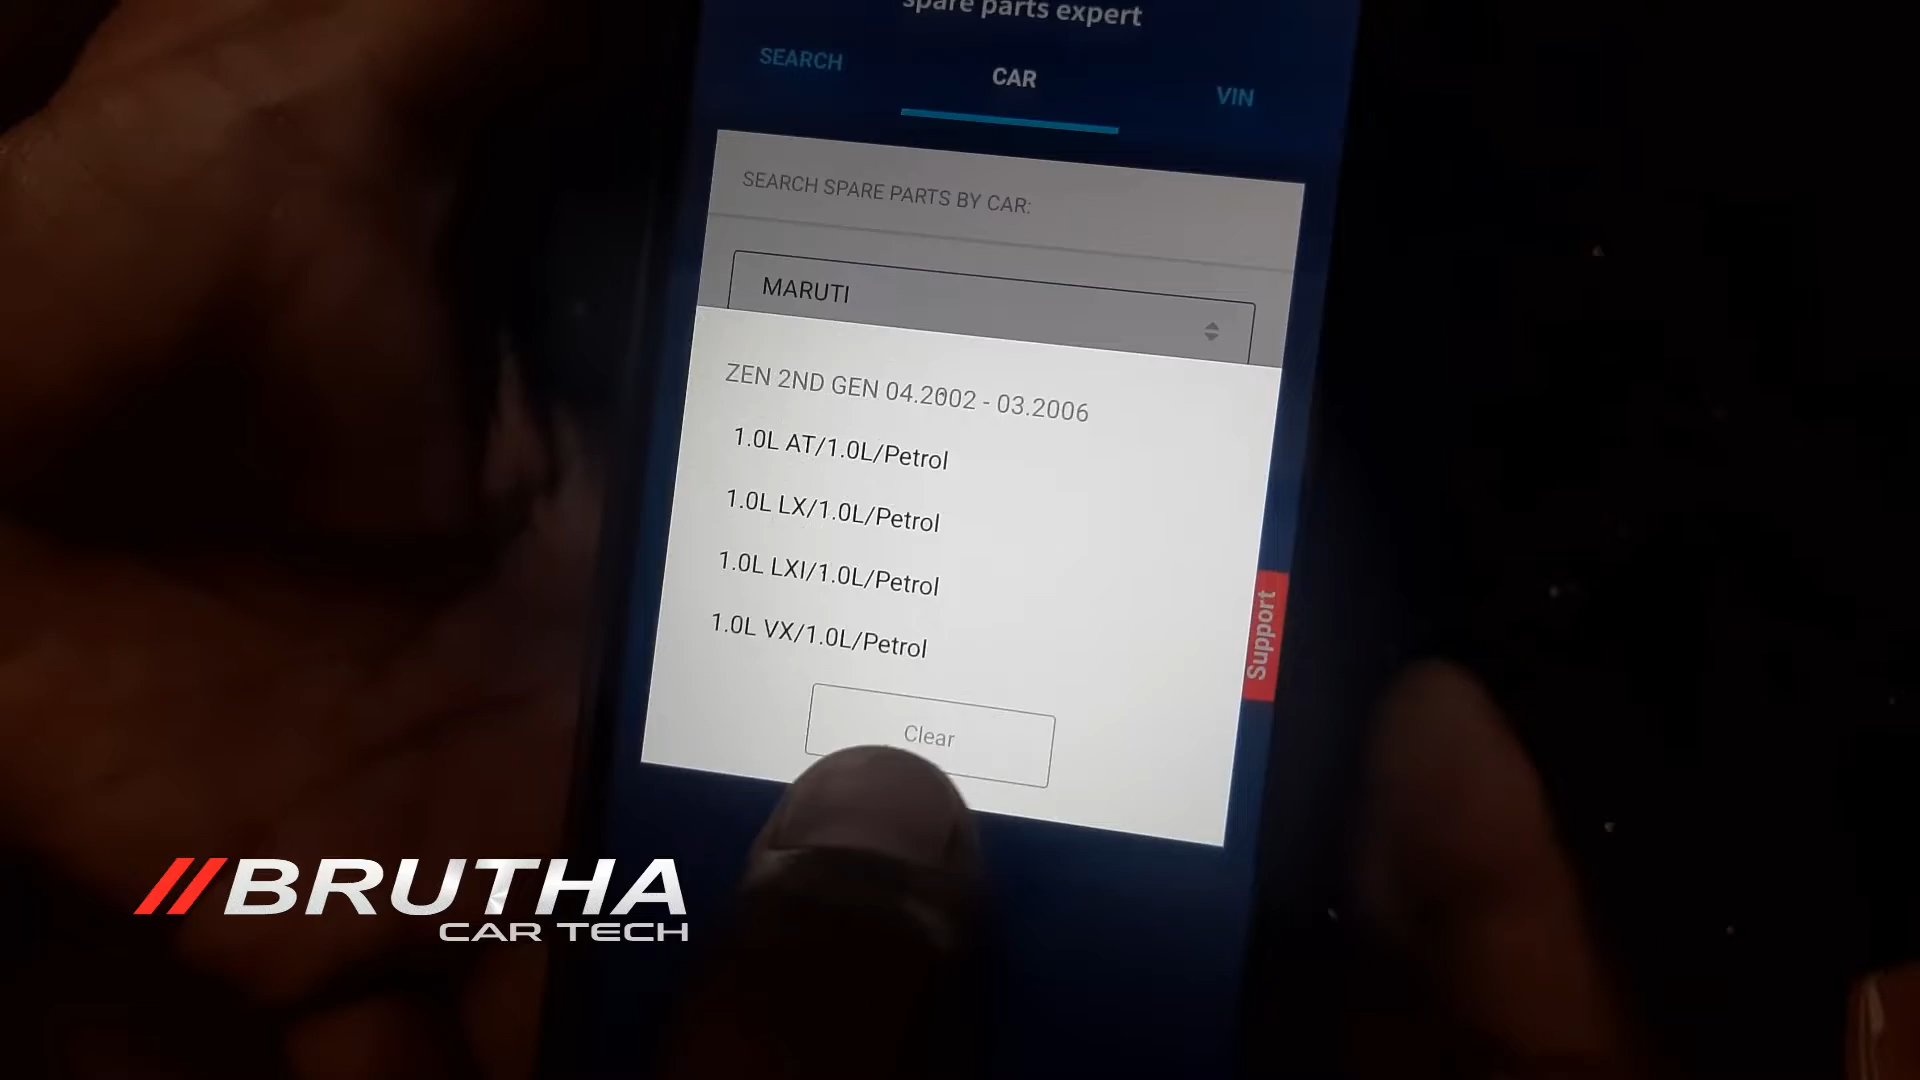 spare parts expert
SEARCH
CAR
VIN
SEARCH SPARE PARTS BY CAR:
MARUTI
ZEN 2ND GEN 04.2002 - 03.2006
1.0L AT/1.0L/Petrol
1.0L LX/1.0L/Petrol
1.0L LXI/1.0L/Petrol
1.0L VX/1.0L/Petrol
Clear
Support
BRUTHA
CAR TECH